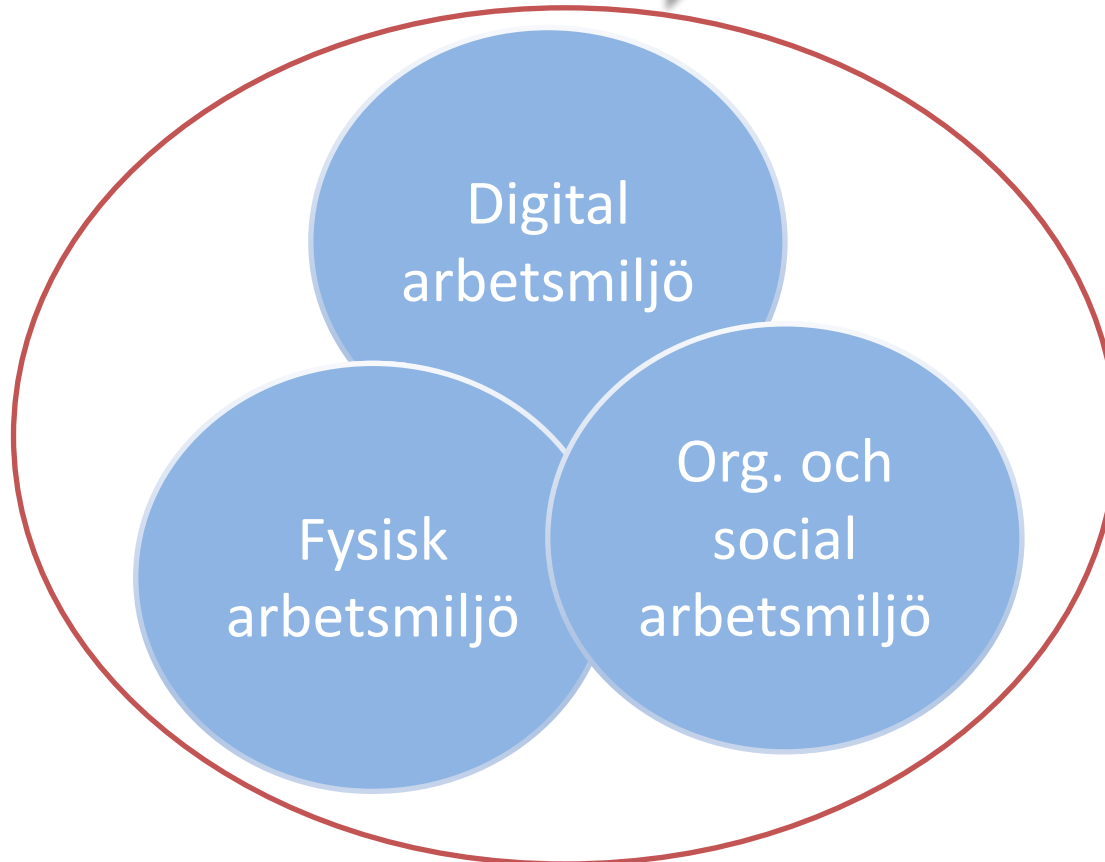 Digital
arbetsmiljö
Org. och
social
arbetsmiljö
Fysisk
arbetsmiljö